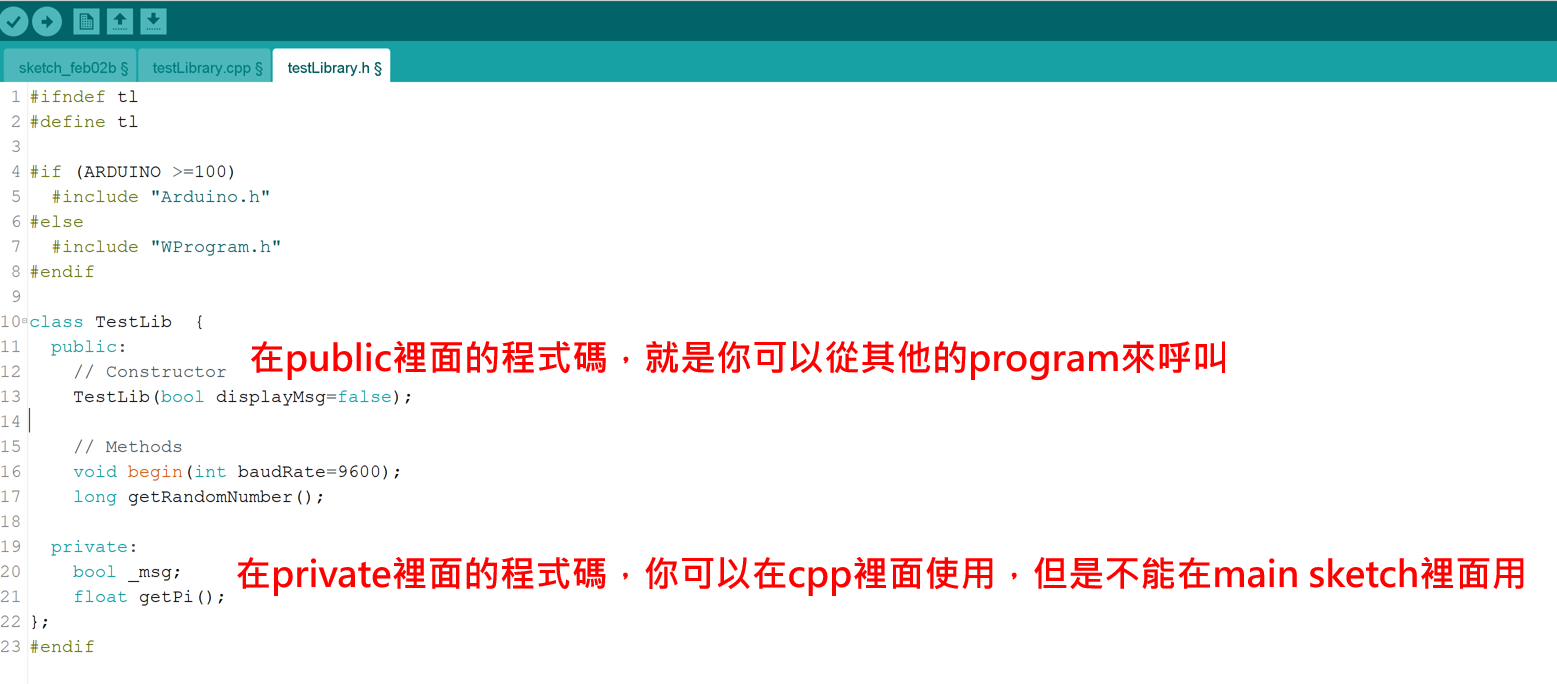 sketch_feb02b §
testLibrary.cpp §
testLibrary.h §
1 #ifndef tl
2 #define tl
3
4 #if (ARDUINO >=100)
5   #include "Arduino.h"
6 #else
7   #include "WProgram.h"
8 #endif
9
10 class TestLib  {
11   public:
在public裡面的程式碼，就是你可以從其他的program來呼叫
12     // Constructor
13     TestLib(bool displayMsg=false);
14
15     // Methods
16     void begin(int baudRate=9600);
17     long getRandomNumber();
18
19   private:
20     bool _msg;
在private裡面的程式碼，你可以在cpp裡面使用，但是不能在main sketch裡面用
21     float getPi();
22 };
23 #endif